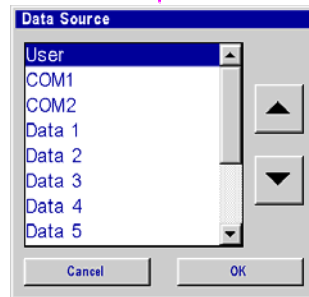 Data Source
User
COM1
COM2
Data 1
Data 2
Data 3
Data 4
Data 5
Cancel OK